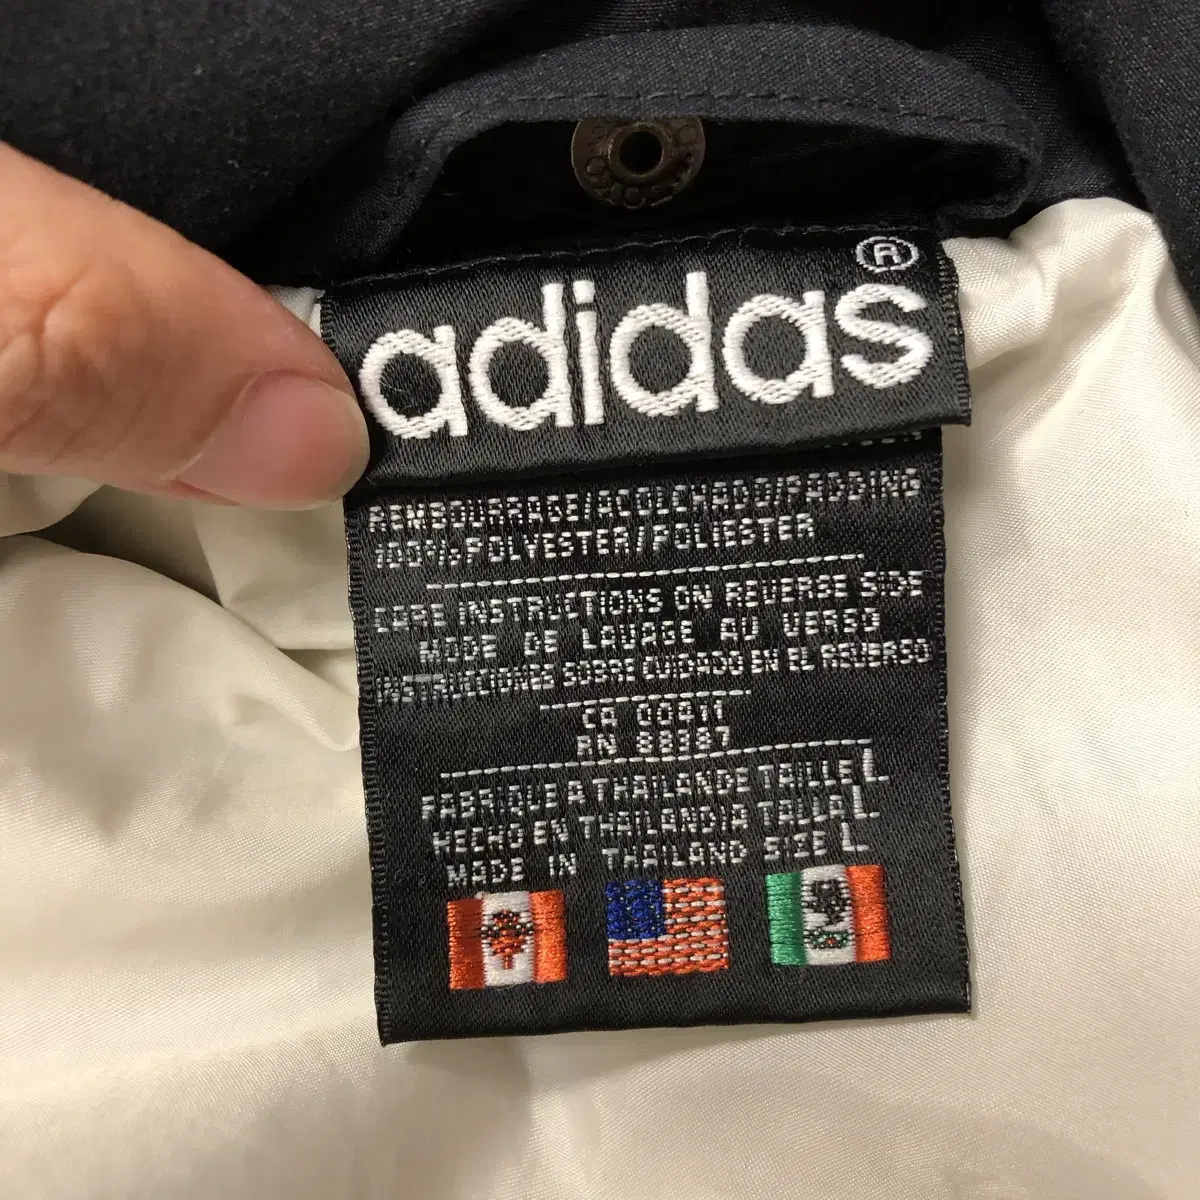 adidas®
REMBOURRAGE/ACOLCHADO/PADDING
100%POLYESTER/POLIESTER
CARE INSTRUCTIONS ON REVERSE SIDE
MODE DE LAVAGE AU VERSO
INSTRUCCIONES SOBRE CUIDADO EN EL REVERSO
CA 00411
RN 88387
FABRIQUE A THAILANDE TAILLE L
HECHO EN THAILANDIA TALLA L
MADE IN THAILAND SIZE L